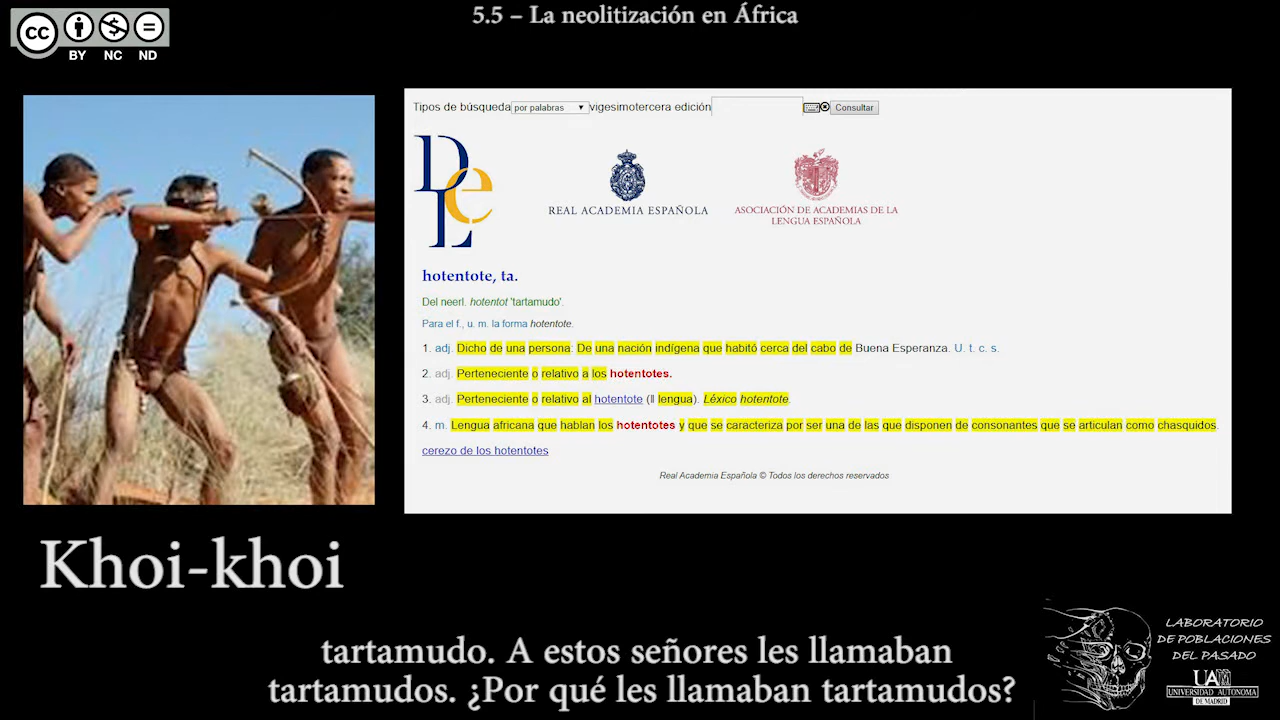 5.5 – La neolitización en África
CC
BY NC ND
Tipos de búsqueda por palabras vigesimotercera edición Consultar
DLe
REAL ACADEMIA ESPAÑOLA
ASOCIACIÓN DE ACADEMIAS DE LA
LENGUA ESPAÑOLA
hotentote, ta.
Del neerl. hotentot 'tartamudo'.
Para el f., u. m. la forma hotentote.
1. adj. Dicho de una persona: De una nación indígena que habitó cerca del cabo de Buena Esperanza. U. t. c. s.
2. adj. Perteneciente o relativo a los hotentotes.
3. adj. Perteneciente o relativo al hotentote (ǁ lengua). Léxico hotentote.
4. m. Lengua africana que hablan los hotentotes y que se caracteriza por ser una de las que disponen de consonantes que se articulan como chasquidos.
cerezo de los hotentotes
Real Academia Española © Todos los derechos reservados
Khoi-khoi
tartamudo. A estos señores les llamaban
tartamudos. ¿Por qué les llamaban tartamudos?
LABORATORIO
DE POBLACIONES
DEL PASADO
UAM
UNIVERSIDAD AUTONOMA
DE MADRID